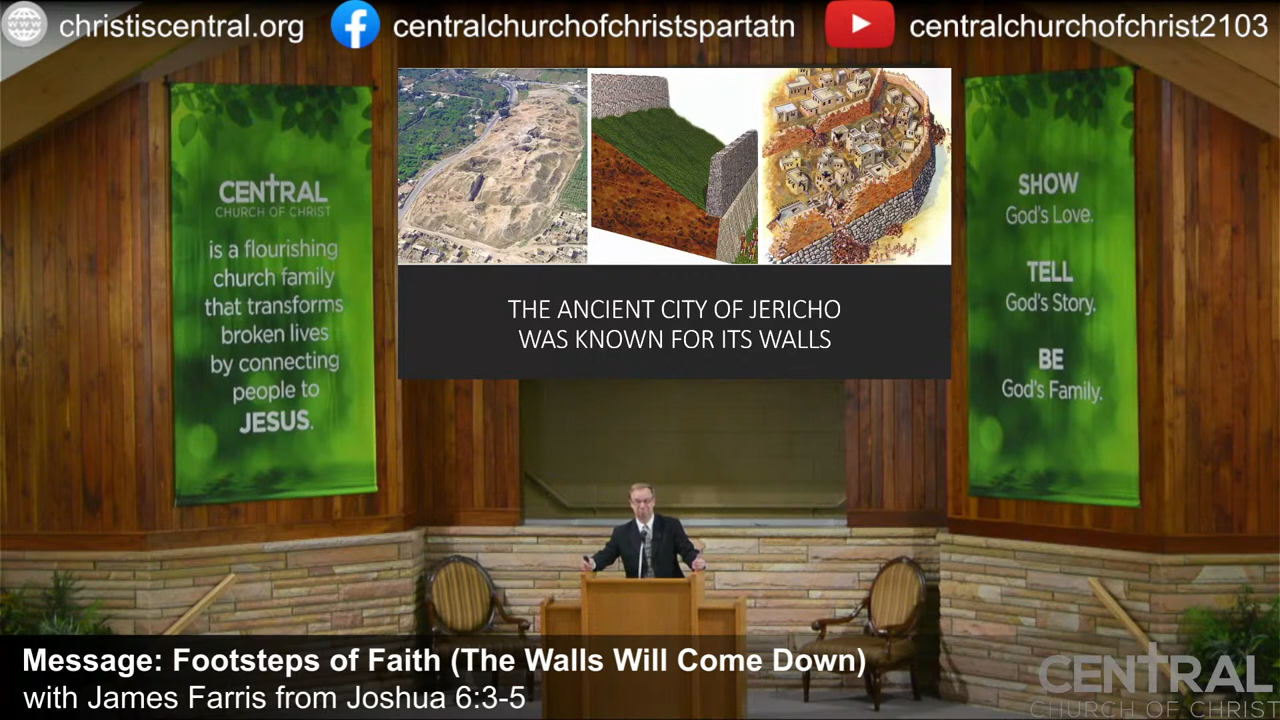 christiscentral.org
centralchurchofchristspartatn
centralchurchofchrist2103
CENTRAL
CHURCH OF CHRIST
is a flourishing
church family
that transforms
broken lives
by connecting
people to
JESUS.
THE ANCIENT CITY OF JERICHO
WAS KNOWN FOR ITS WALLS
SHOW
God's Love.
TELL
God's Story.
BE
God's Family.
Message: Footsteps of Faith (The Walls Will Come Down)
with James Farris from Joshua 6:3-5
CENTRAL
CHURCH OF CHRIST